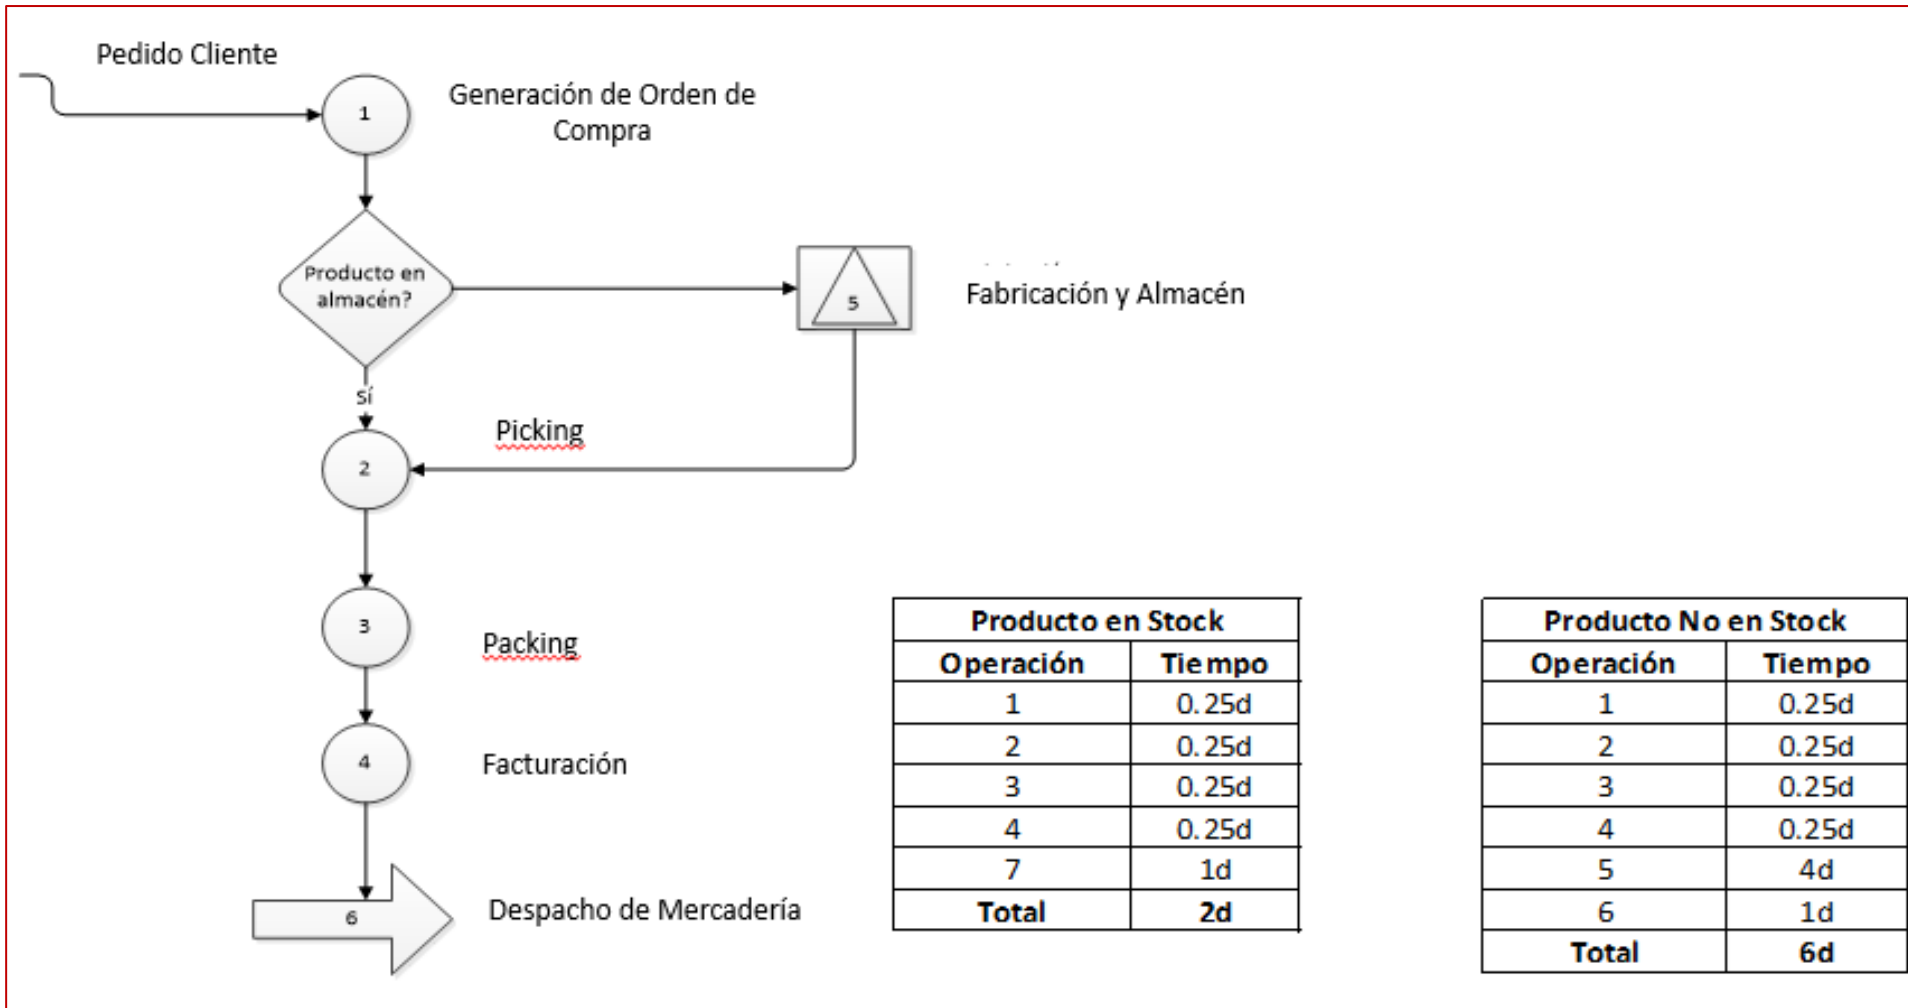 Pedido Cliente
1
Generación de Orden de
Compra
Producto en
almacén?
5
Fabricación y Almacén
sí
Picking
2
3
Packing
4
Facturación
6
Despacho de Mercadería
Producto en Stock
Operación Tiempo
1 0.25d
2 0.25d
3 0.25d
4 0.25d
7 1d
Total 2d
Producto No en Stock
Operación Tiempo
1 0.25d
2 0.25d
3 0.25d
4 0.25d
5 4d
6 1d
Total 6d